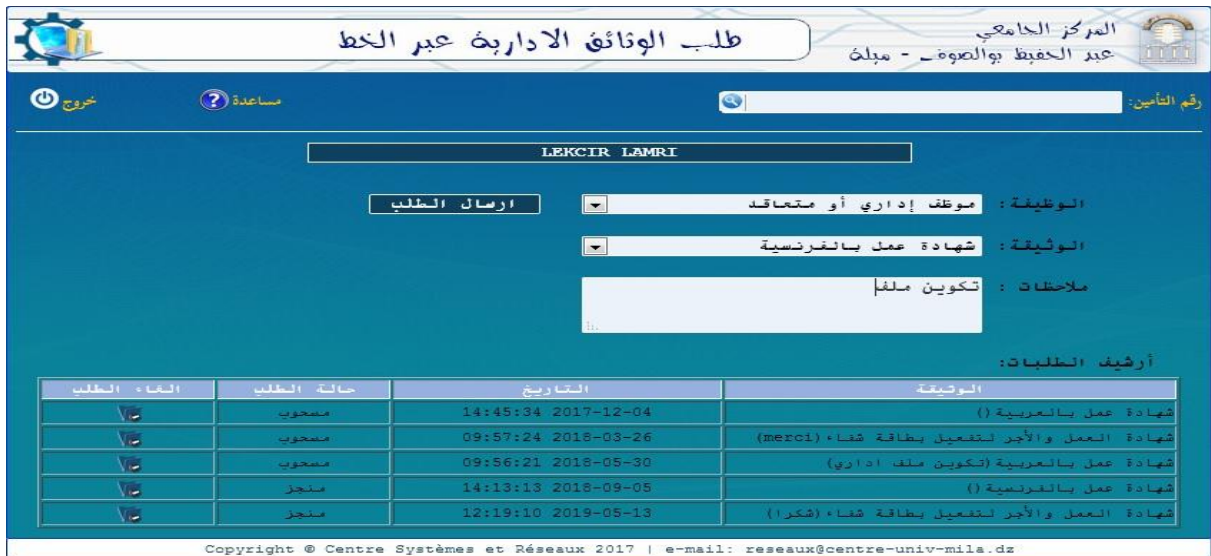 المركز الجامعي
عبد الحفيظ بوالصوف - ميلة
طلب الوثائق الادارية عبر الخط
رقم التأمين:
مساعدة
خروج
LEKCIR LAMRI
الوظيفة : موظف إداري أو متعاقد
ارسال الطلب
الوثيقة : شهادة عمل بالفرنسية
ملاحظات : تكوين ملف
أرشيف الطلبات:
الوثيقة التاريخ حالة الطلب الغاء الطلب
شهادة عمل بالعربية() 14:45:34 2017-12-04 مسحوب
شهادة العمل والأجر لتفعيل بطاقة شفاء (merci) 09:57:24 2018-03-26 مسحوب
شهادة عمل بالعربية(تكوين ملف اداري) 09:56:21 2018-05-30 مسحوب
شهادة عمل بالفرنسية() 14:13:13 2018-09-05 منجز
شهادة العمل والأجر لتفعيل بطاقة شفاء (شكرا) 12:19:10 2019-05-13 منجز
Copyright © Centre Systèmes et Réseaux 2017 | e-mail: reseaux@centre-univ-mila.dz